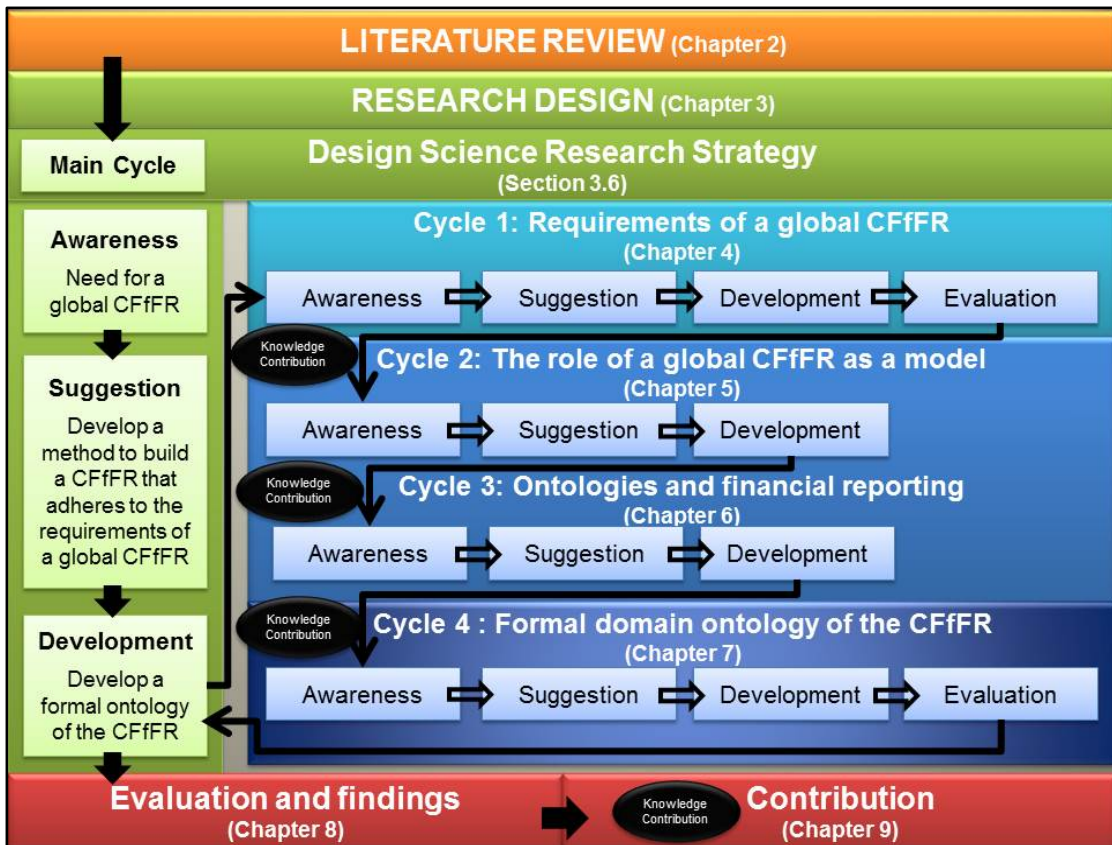 LITERATURE REVIEW (Chapter 2)
RESEARCH DESIGN (Chapter 3)
Main Cycle
Design Science Research Strategy
(Section 3.6)
Awareness
Need for a
global CFfFR
Suggestion
Develop a
method to build
a CFfFR that
adheres to the
requirements of
a global CFfFR
Development
Develop a
formal ontology
of the CFfFR
Cycle 1: Requirements of a global CFfFR
(Chapter 4)
Awareness
Suggestion
Development
Evaluation
Knowledge
Contribution
Cycle 2: The role of a global CFfFR as a model
(Chapter 5)
Awareness
Suggestion
Development
Knowledge
Contribution
Cycle 3: Ontologies and financial reporting
(Chapter 6)
Awareness
Suggestion
Development
Knowledge
Contribution
Cycle 4 : Formal domain ontology of the CFfFR
(Chapter 7)
Awareness
Suggestion
Development
Evaluation
Evaluation and findings
(Chapter 8)
Knowledge
Contribution
Contribution
(Chapter 9)